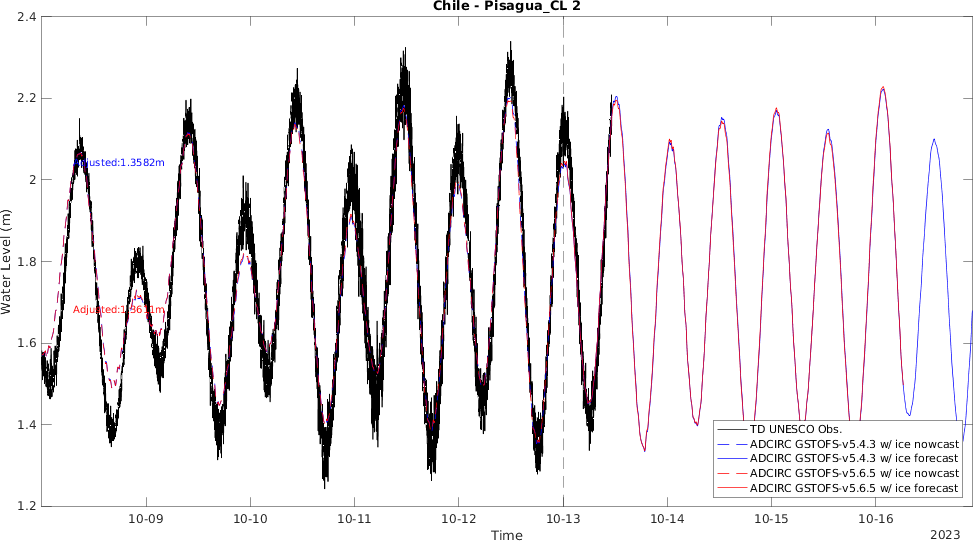 Chile - Pisagua_CL 2
2.4
2.2
2
1.8
1.6
1.4
1.2
Water Level (m)
Adjusted:1.3582m
Adjusted:1.3611m
TD UNESCO Obs.
ADCIRC GSTOFS-v5.4.3 w/ ice nowcast
ADCIRC GSTOFS-v5.4.3 w/ ice forecast
ADCIRC GSTOFS-v5.6.5 w/ ice nowcast
ADCIRC GSTOFS-v5.6.5 w/ ice forecast
10-09 10-10 10-11 10-12 10-13 10-14 10-15 10-16
Time
2023